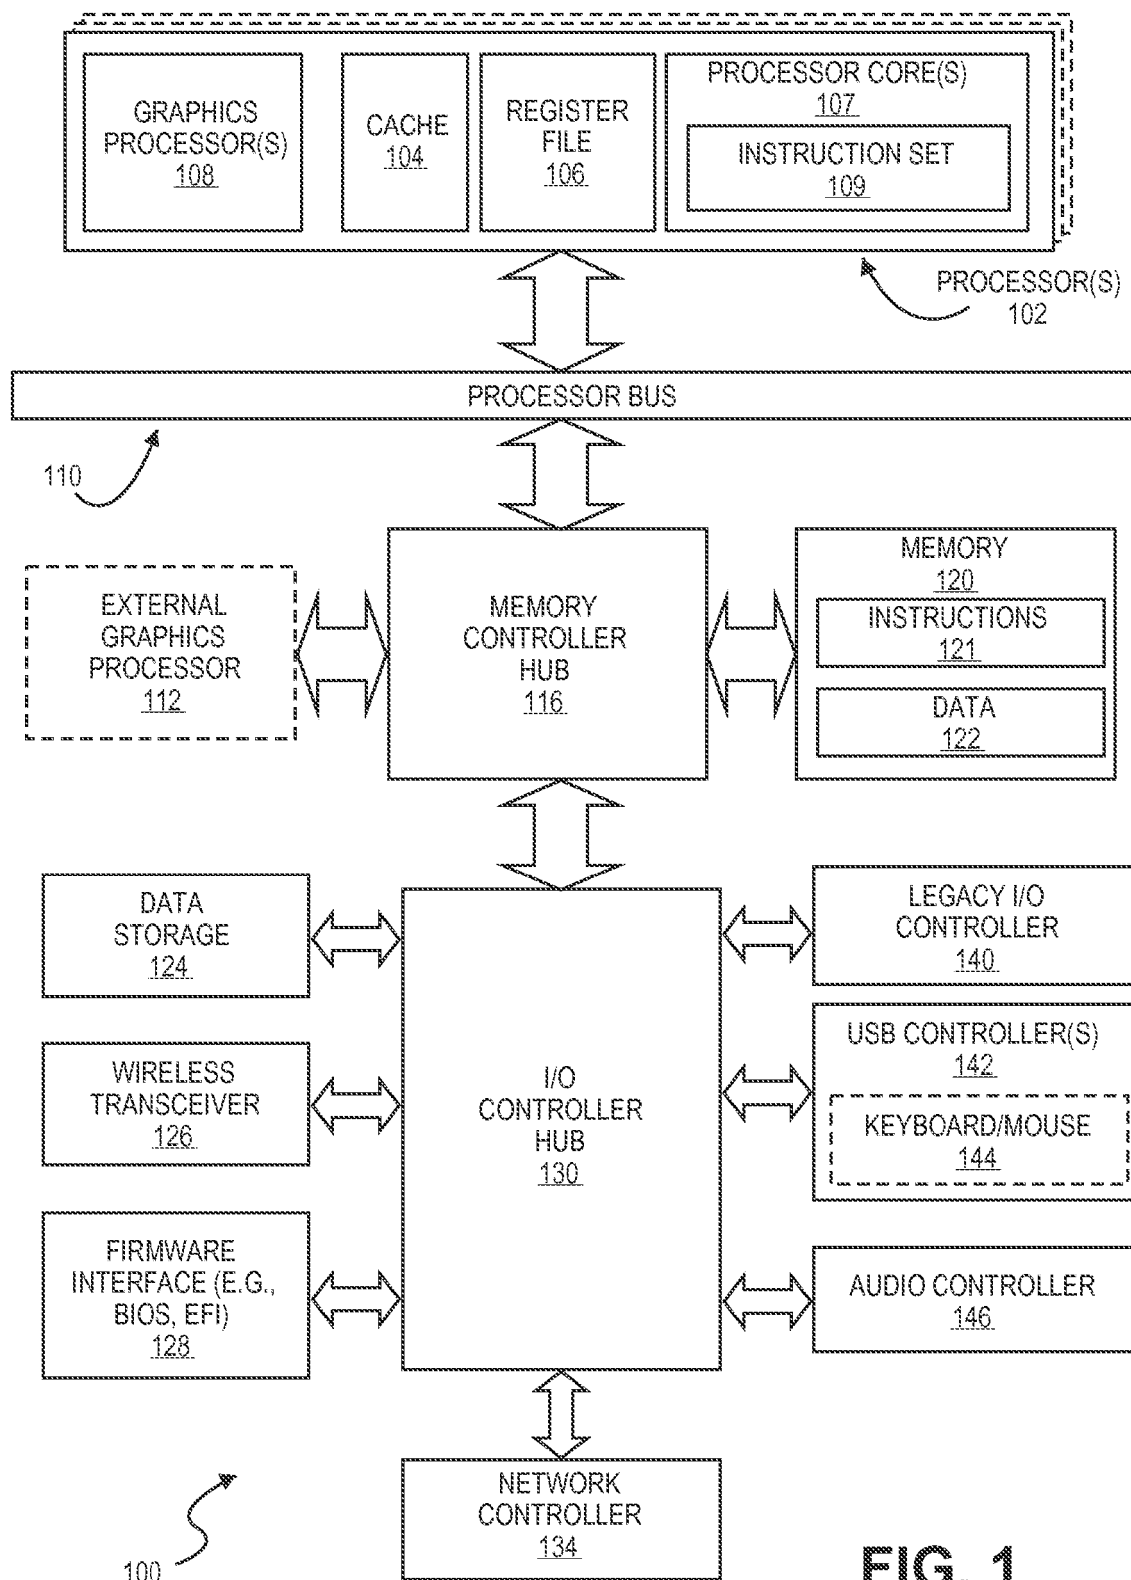 GRAPHICS
PROCESSOR(S)
108
CACHE
104
REGISTER
FILE
106
PROCESSOR CORE(S)
107
INSTRUCTION SET
109
PROCESSOR(S)
102
PROCESSOR BUS
110
EXTERNAL
GRAPHICS
PROCESSOR
112
MEMORY
CONTROLLER
HUB
116
MEMORY
120
INSTRUCTIONS
121
DATA
122
DATA
STORAGE
124
WIRELESS
TRANSCEIVER
126
FIRMWARE
INTERFACE (E.G.,
BIOS, EFI)
128
I/O
CONTROLLER
HUB
130
LEGACY I/O
CONTROLLER
140
USB CONTROLLER(S)
142
KEYBOARD/MOUSE
144
AUDIO CONTROLLER
146
NETWORK
CONTROLLER
134
100
FIG. 1